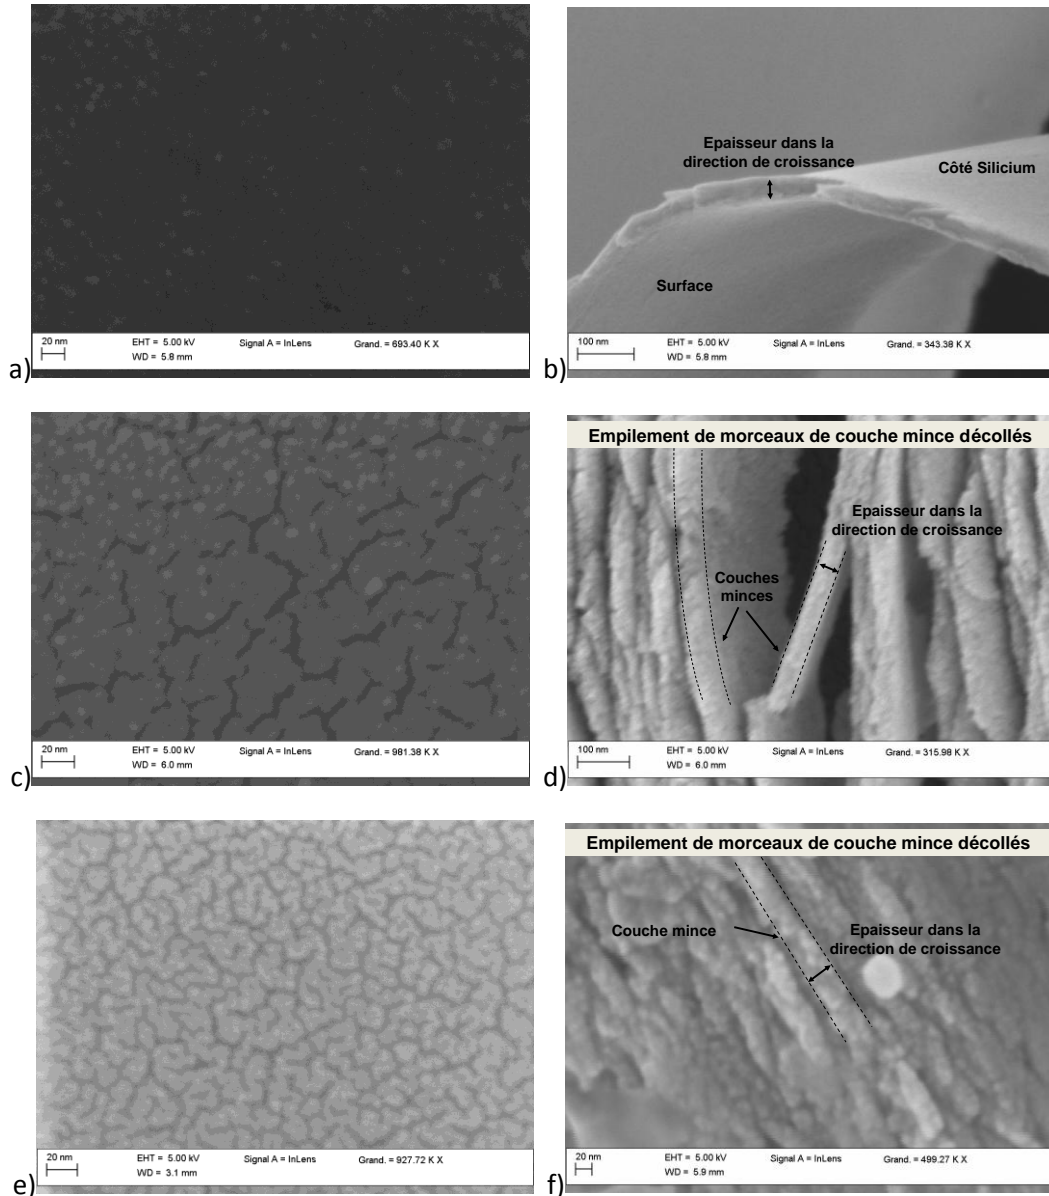 20 nm EHT = 5.00 kV Signal A = InLens Grand. = 693.40 K X
WD = 5.8 mm
a)
Epaisseur dans la
direction de croissance
Côté Silicium
Surface
100 nm EHT = 5.00 kV Signal A = InLens Grand. = 343.38 K X
WD = 5.8 mm
b)
20 nm EHT = 5.00 kV Signal A = InLens Grand. = 981.38 K X
WD = 6.0 mm
c)
Empilement de morceaux de couche mince décollés
Epaisseur dans la
direction de croissance
Couches
minces
100 nm EHT = 5.00 kV Signal A = InLens Grand. = 315.98 K X
WD = 6.0 mm
d)
20 nm EHT = 5.00 kV Signal A = InLens Grand. = 927.72 K X
WD = 3.1 mm
e)
Empilement de morceaux de couche mince décollés
Couche mince
Epaisseur dans la
direction de croissance
20 nm EHT = 5.00 kV Signal A = InLens Grand. = 499.27 K X
WD = 5.9 mm
f)